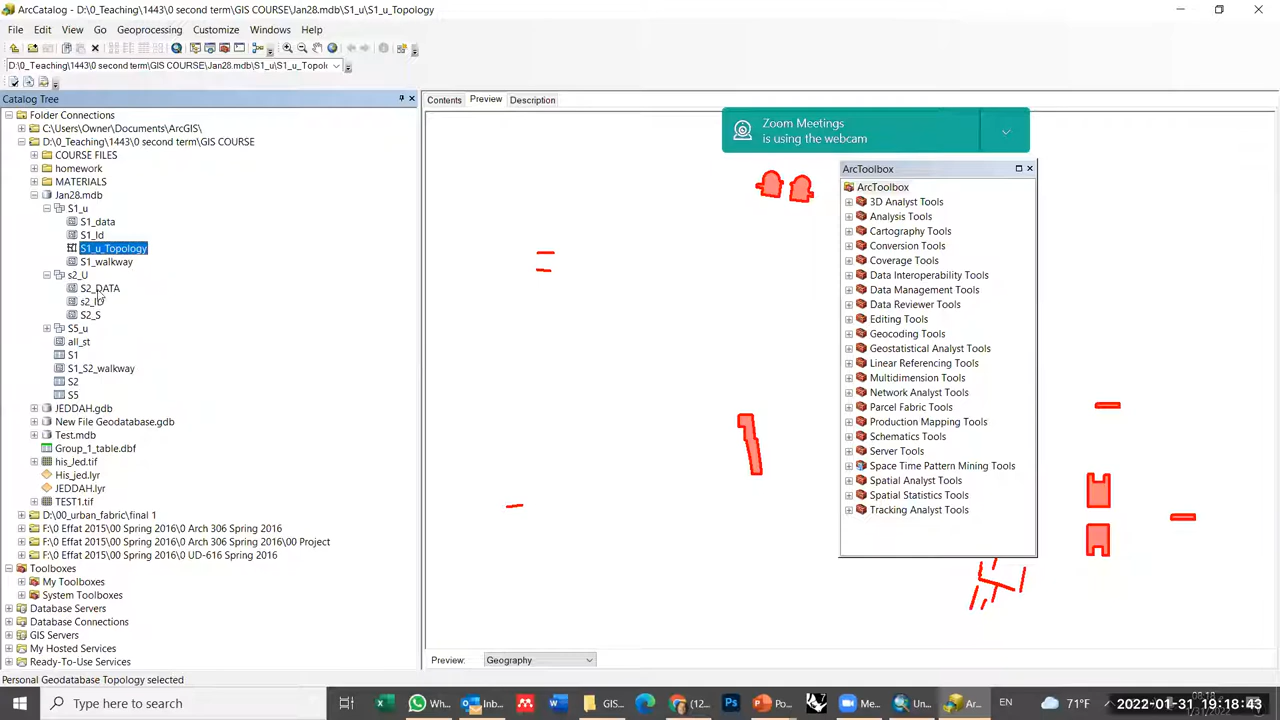 ArcCatalog - D:\0_Teaching\1443\0 second term\GIS COURSE\Jan28.mdb\S1_u\S1_u_Topology
File Edit View Go Geoprocessing Customize Windows Help
D:\0_Teaching\1443\0 second term\GIS COURSE\Jan28.mdb\S1_u\S1_u_Topolo
Catalog Tree
Folder Connections
C:\Users\Owner\Documents\ArcGIS\
D:\0_Teaching\1443\0 second term\GIS COURSE
COURSE FILES
homework
MATERIALS
Jan28.mdb
S1_u
S1_data
S1_ld
S1_u_Topology
S1_walkway
s2_U
S2_DATA
s2_lD
S2_S
S5_u
all_st
S1
S1_S2_walkway
S2
S5
JEDDAH.gdb
New File Geodatabase.gdb
Test.mdb
Group_1_table.dbf
his_Jed.tif
His_jed.lyr
JEDDAH.lyr
TEST1.tif
D:\00_urban_fabric\final 1
F:\0 Effat 2015\00 Spring 2016\0 Arch 306 Spring 2016
F:\0 Effat 2015\00 Spring 2016\0 Arch 306 Spring 2016\00 Project
F:\0 Effat 2015\00 Spring 2016\0 UD-616 Spring 2016
Toolboxes
My Toolboxes
System Toolboxes
Database Servers
Database Connections
GIS Servers
My Hosted Services
Ready-To-Use Services
Contents Preview Description
Zoom Meetings
is using the webcam
ArcToolbox
ArcToolbox
3D Analyst Tools
Analysis Tools
Cartography Tools
Conversion Tools
Coverage Tools
Data Interoperability Tools
Data Management Tools
Data Reviewer Tools
Editing Tools
Geocoding Tools
Geostatistical Analyst Tools
Linear Referencing Tools
Multidimension Tools
Network Analyst Tools
Parcel Fabric Tools
Production Mapping Tools
Schematics Tools
Server Tools
Space Time Pattern Mining Tools
Spatial Analyst Tools
Spatial Statistics Tools
Tracking Analyst Tools
Preview: Geography
Personal Geodatabase Topology selected
Type here to search
Wh... Inb... GIS... (12... Po... Me... Un... Ar...
EN 71°F 2022-01-31 19:18:43